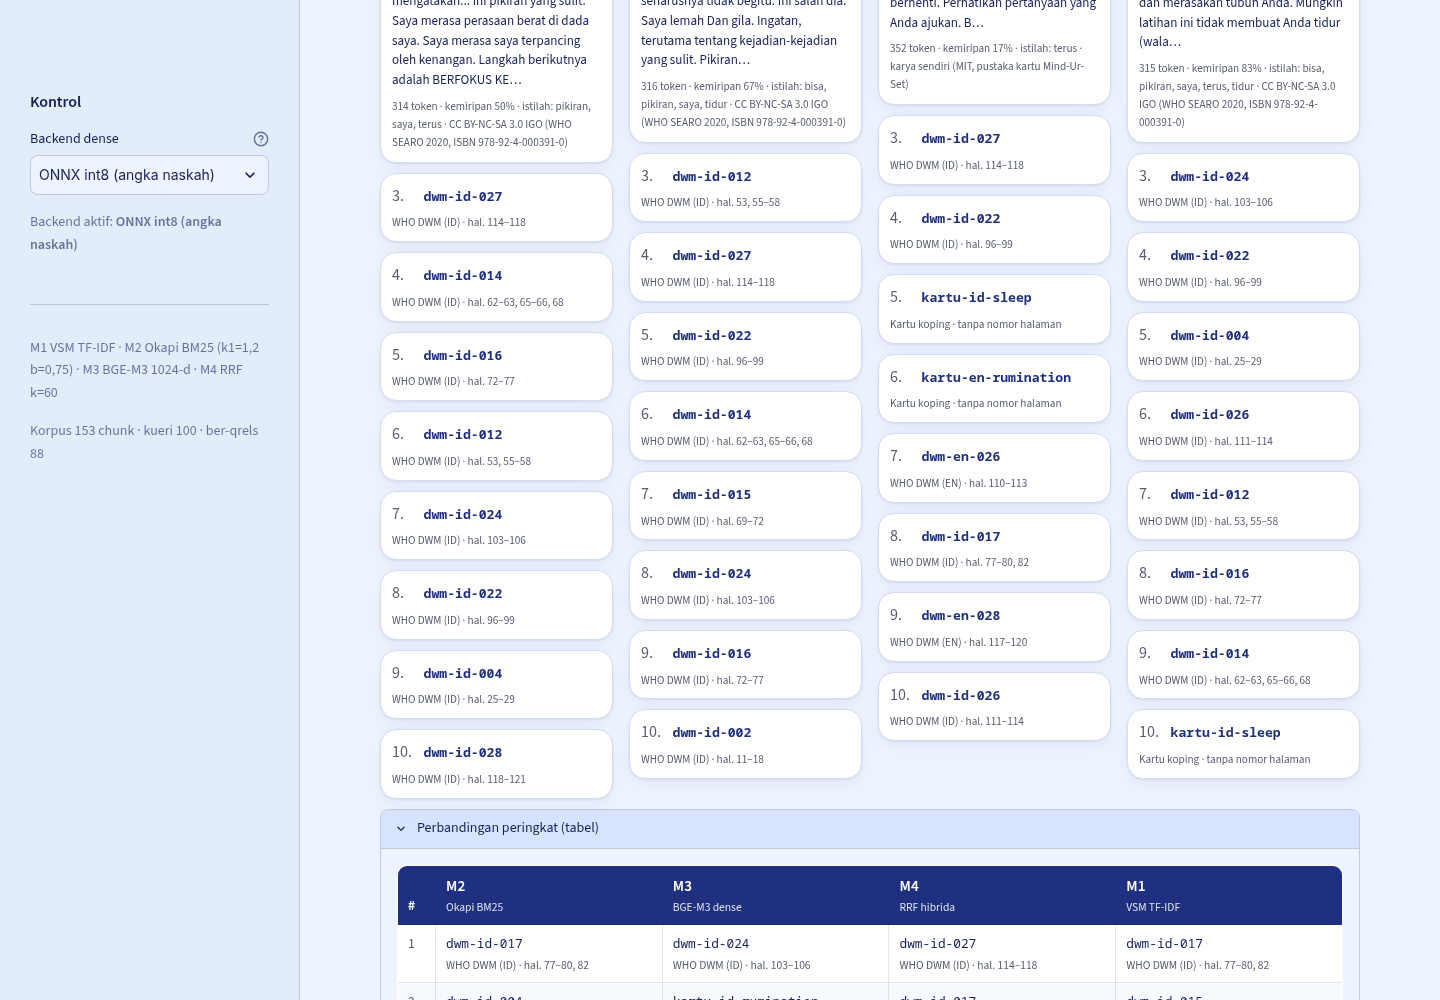 Kontrol
Backend dense
ONNX int8 (angka naskah)
Backend aktif: ONNX int8 (angka
naskah)
M1 VSM TF-IDF · M2 Okapi BM25 (k1=1,2
b=0,75) · M3 BGE-M3 1024-d · M4 RRF
k=60
Korpus 153 chunk · kueri 100 · ber-qrels
88
mengatakan... ini pikiran yang sulit.
Saya merasa perasaan berat di dada
saya. Saya merasa saya terpancing
oleh kenangan. Langkah berikutnya
adalah BERFOKUS KE…
314 token · kemiripan 50% · istilah: pikiran,
saya, terus · CC BY-NC-SA 3.0 IGO (WHO
SEARO 2020, ISBN 978-92-4-000391-0)
3. dwm-id-027
WHO DWM (ID) · hal. 114–118
4. dwm-id-014
WHO DWM (ID) · hal. 62–63, 65–66, 68
5. dwm-id-016
WHO DWM (ID) · hal. 72–77
6. dwm-id-012
WHO DWM (ID) · hal. 53, 55–58
7. dwm-id-024
WHO DWM (ID) · hal. 103–106
8. dwm-id-022
WHO DWM (ID) · hal. 96–99
9. dwm-id-004
WHO DWM (ID) · hal. 25–29
10. dwm-id-028
WHO DWM (ID) · hal. 118–121
seharusnya tidak begitu. Ini salah dia.
Saya lemah Dan gila. Ingatan,
terutama tentang kejadian-kejadian
yang sulit. Pikiran…
316 token · kemiripan 67% · istilah: bisa,
pikiran, saya, tidur · CC BY-NC-SA 3.0 IGO
(WHO SEARO 2020, ISBN 978-92-4-000391-0)
3. dwm-id-012
WHO DWM (ID) · hal. 53, 55–58
4. dwm-id-027
WHO DWM (ID) · hal. 114–118
5. dwm-id-022
WHO DWM (ID) · hal. 96–99
6. dwm-id-014
WHO DWM (ID) · hal. 62–63, 65–66, 68
7. dwm-id-015
WHO DWM (ID) · hal. 69–72
8. dwm-id-024
WHO DWM (ID) · hal. 103–106
9. dwm-id-016
WHO DWM (ID) · hal. 72–77
10. dwm-id-002
WHO DWM (ID) · hal. 11–18
berhenti. Perhatikan pertanyaan yang
Anda ajukan. B…
352 token · kemiripan 17% · istilah: terus ·
karya sendiri (MIT, pustaka kartu Mind-Ur-
Set)
3. dwm-id-027
WHO DWM (ID) · hal. 114–118
4. dwm-id-022
WHO DWM (ID) · hal. 96–99
5. kartu-id-sleep
Kartu koping · tanpa nomor halaman
6. kartu-en-rumination
Kartu koping · tanpa nomor halaman
7. dwm-en-026
WHO DWM (EN) · hal. 110–113
8. dwm-id-017
WHO DWM (ID) · hal. 77–80, 82
9. dwm-en-028
WHO DWM (EN) · hal. 117–120
10. dwm-id-026
WHO DWM (ID) · hal. 111–114
dan merasakan tubuh Anda. Mungkin
latihan ini tidak membuat Anda tidur
(wala…
315 token · kemiripan 83% · istilah: bisa,
pikiran, saya, terus, tidur · CC BY-NC-SA 3.0
IGO (WHO SEARO 2020, ISBN 978-92-4-
000391-0)
3. dwm-id-024
WHO DWM (ID) · hal. 103–106
4. dwm-id-022
WHO DWM (ID) · hal. 96–99
5. dwm-id-004
WHO DWM (ID) · hal. 25–29
6. dwm-id-026
WHO DWM (ID) · hal. 111–114
7. dwm-id-012
WHO DWM (ID) · hal. 53, 55–58
8. dwm-id-016
WHO DWM (ID) · hal. 72–77
9. dwm-id-014
WHO DWM (ID) · hal. 62–63, 65–66, 68
10. kartu-id-sleep
Kartu koping · tanpa nomor halaman
Perbandingan peringkat (tabel)
# M2 M3 M4 M1
Okapi BM25 BGE-M3 dense RRF hibrida VSM TF-IDF
1 dwm-id-017 dwm-id-024 dwm-id-027 dwm-id-017
WHO DWM (ID) · hal. 77–80, 82 WHO DWM (ID) · hal. 103–106 WHO DWM (ID) · hal. 114–118 WHO DWM (ID) · hal. 77–80, 82